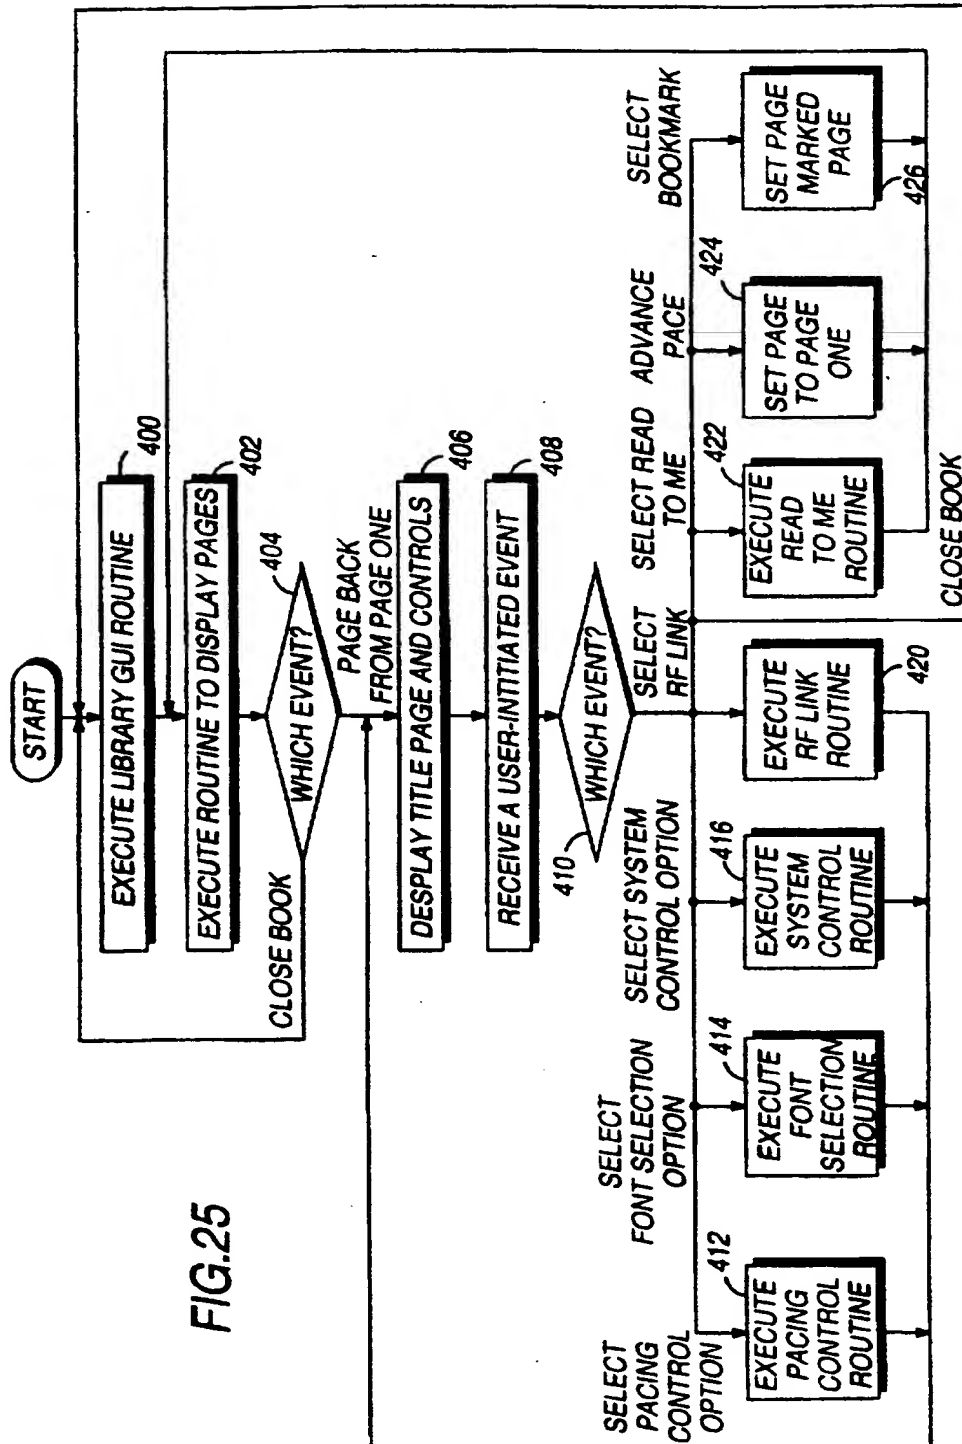 FIG.25
START
EXECUTE LIBRARY GUI ROUTINE
400
EXECUTE ROUTINE TO DISPLAY PAGES
402
WHICH EVENT?
404
CLOSE BOOK
PAGE BACK
FROM PAGE ONE
DESPLAY TITLE PAGE AND CONTROLS
406
RECEIVE A USER-INTITIATED EVENT
408
WHICH EVENT?
410
SELECT
PACING
CONTROL
OPTION
SELECT
FONT SELECTION
OPTION
SELECT SYSTEM
CONTROL OPTION
SELECT
RF LINK
SELECT READ
TO ME
ADVANCE
PACE
SELECT
BOOKMARK
EXECUTE
PACING
CONTROL
ROUTINE
412
EXECUTE
FONT
SELECTION
ROUTINE
414
EXECUTE
SYSTEM
CONTROL
ROUTINE
416
EXECUTE
RF LINK
ROUTINE
420
EXECUTE
READ
TO ME
ROUTINE
422
SET PAGE
TO PAGE
ONE
424
SET PAGE
MARKED
PAGE
426
CLOSE BOOK